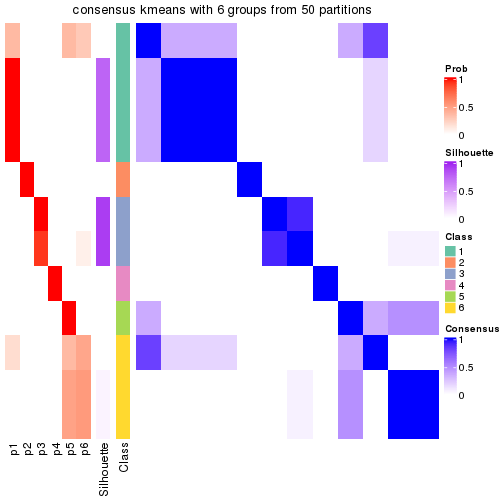 consensus kmeans with 6 groups from 50 partitions
Prob
1
0.5
0
Silhouette
1
0.5
0
Class
1
2
3
4
5
6
Consensus
1
0.5
0
p1
p2
p3
p4
p5
p6
Silhouette
Class